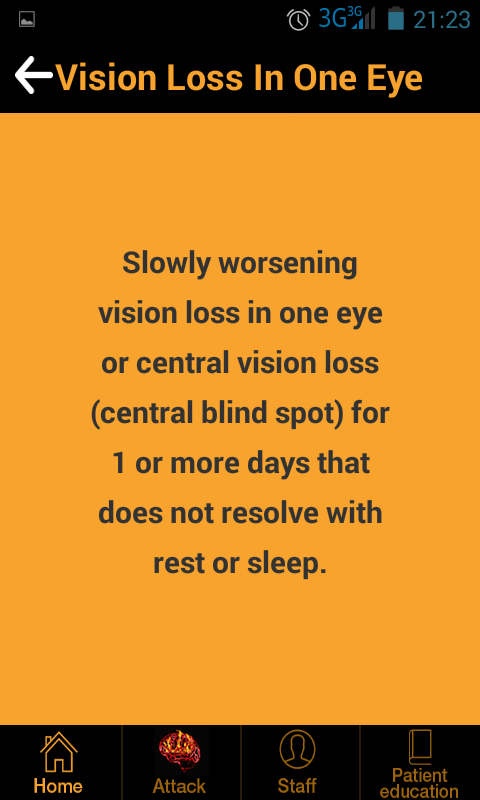 3G 3G 21:23
Vision Loss In One Eye
Slowly worsening
vision loss in one eye
or central vision loss
(central blind spot) for
1 or more days that
does not resolve with
rest or sleep.
Home
Attack
Staff
Patient
education